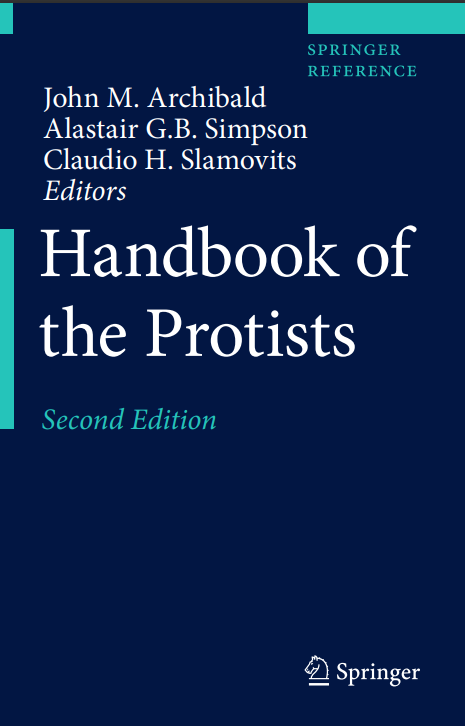 SPRINGER
REFERENCE
John M. Archibald
Alastair G.B. Simpson
Claudio H. Slamovits
Editors
Handbook of
the Protists
Second Edition
Springer